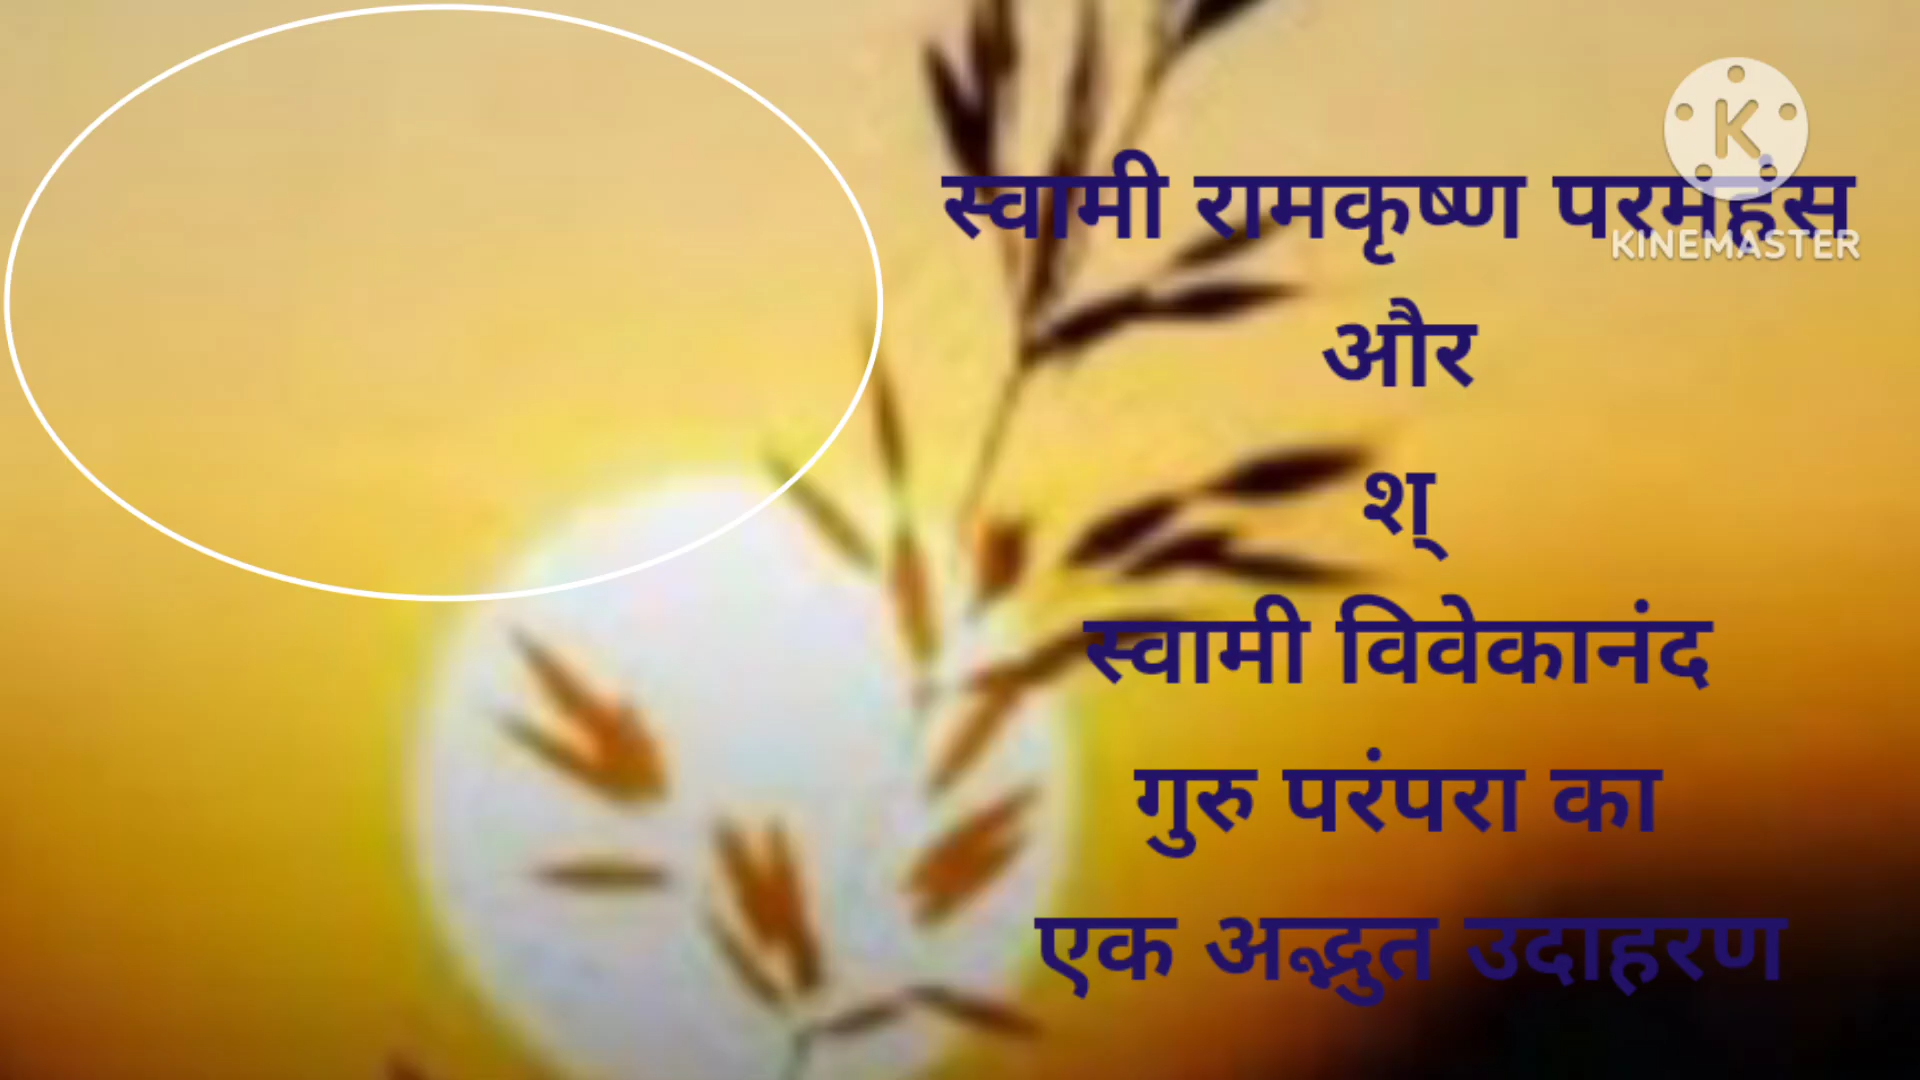 स्वामी रामकृष्ण परमहंस
KINEMASTER
और
श्
स्वामी विवेकानंद
गुरु परंपरा का
एक अद्भुत उदाहरण